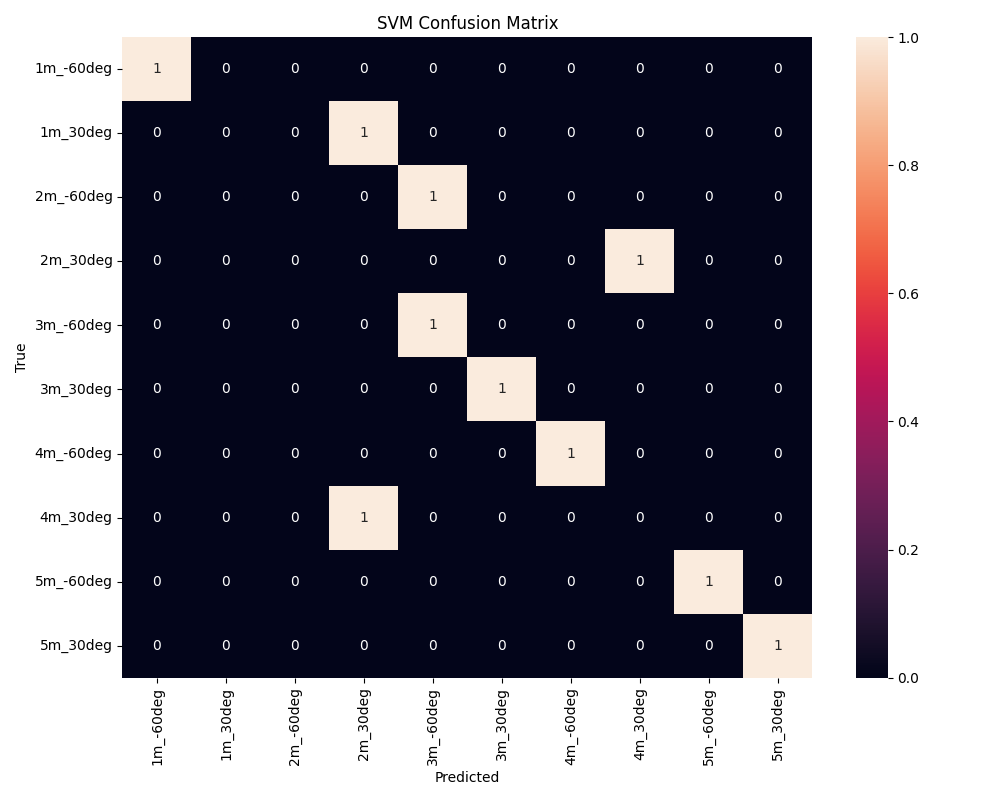 SVM Confusion Matrix
1m_-60deg 1 0 0 0 0 0 0 0 0 0
1m_30deg 0 0 0 1 0 0 0 0 0 0
2m_-60deg 0 0 0 0 1 0 0 0 0 0
2m_30deg 0 0 0 0 0 0 0 1 0 0
3m_-60deg 0 0 0 0 1 0 0 0 0 0
3m_30deg 0 0 0 0 0 1 0 0 0 0
4m_-60deg 0 0 0 0 0 0 1 0 0 0
4m_30deg 0 0 0 1 0 0 0 0 0 0
5m_-60deg 0 0 0 0 0 0 0 0 1 0
5m_30deg 0 0 0 0 0 0 0 0 0 1
True
1m_-60deg 1m_30deg 2m_-60deg 2m_30deg 3m_-60deg 3m_30deg 4m_-60deg 4m_30deg 5m_-60deg 5m_30deg
Predicted
1.0
0.8
0.6
0.4
0.2
0.0